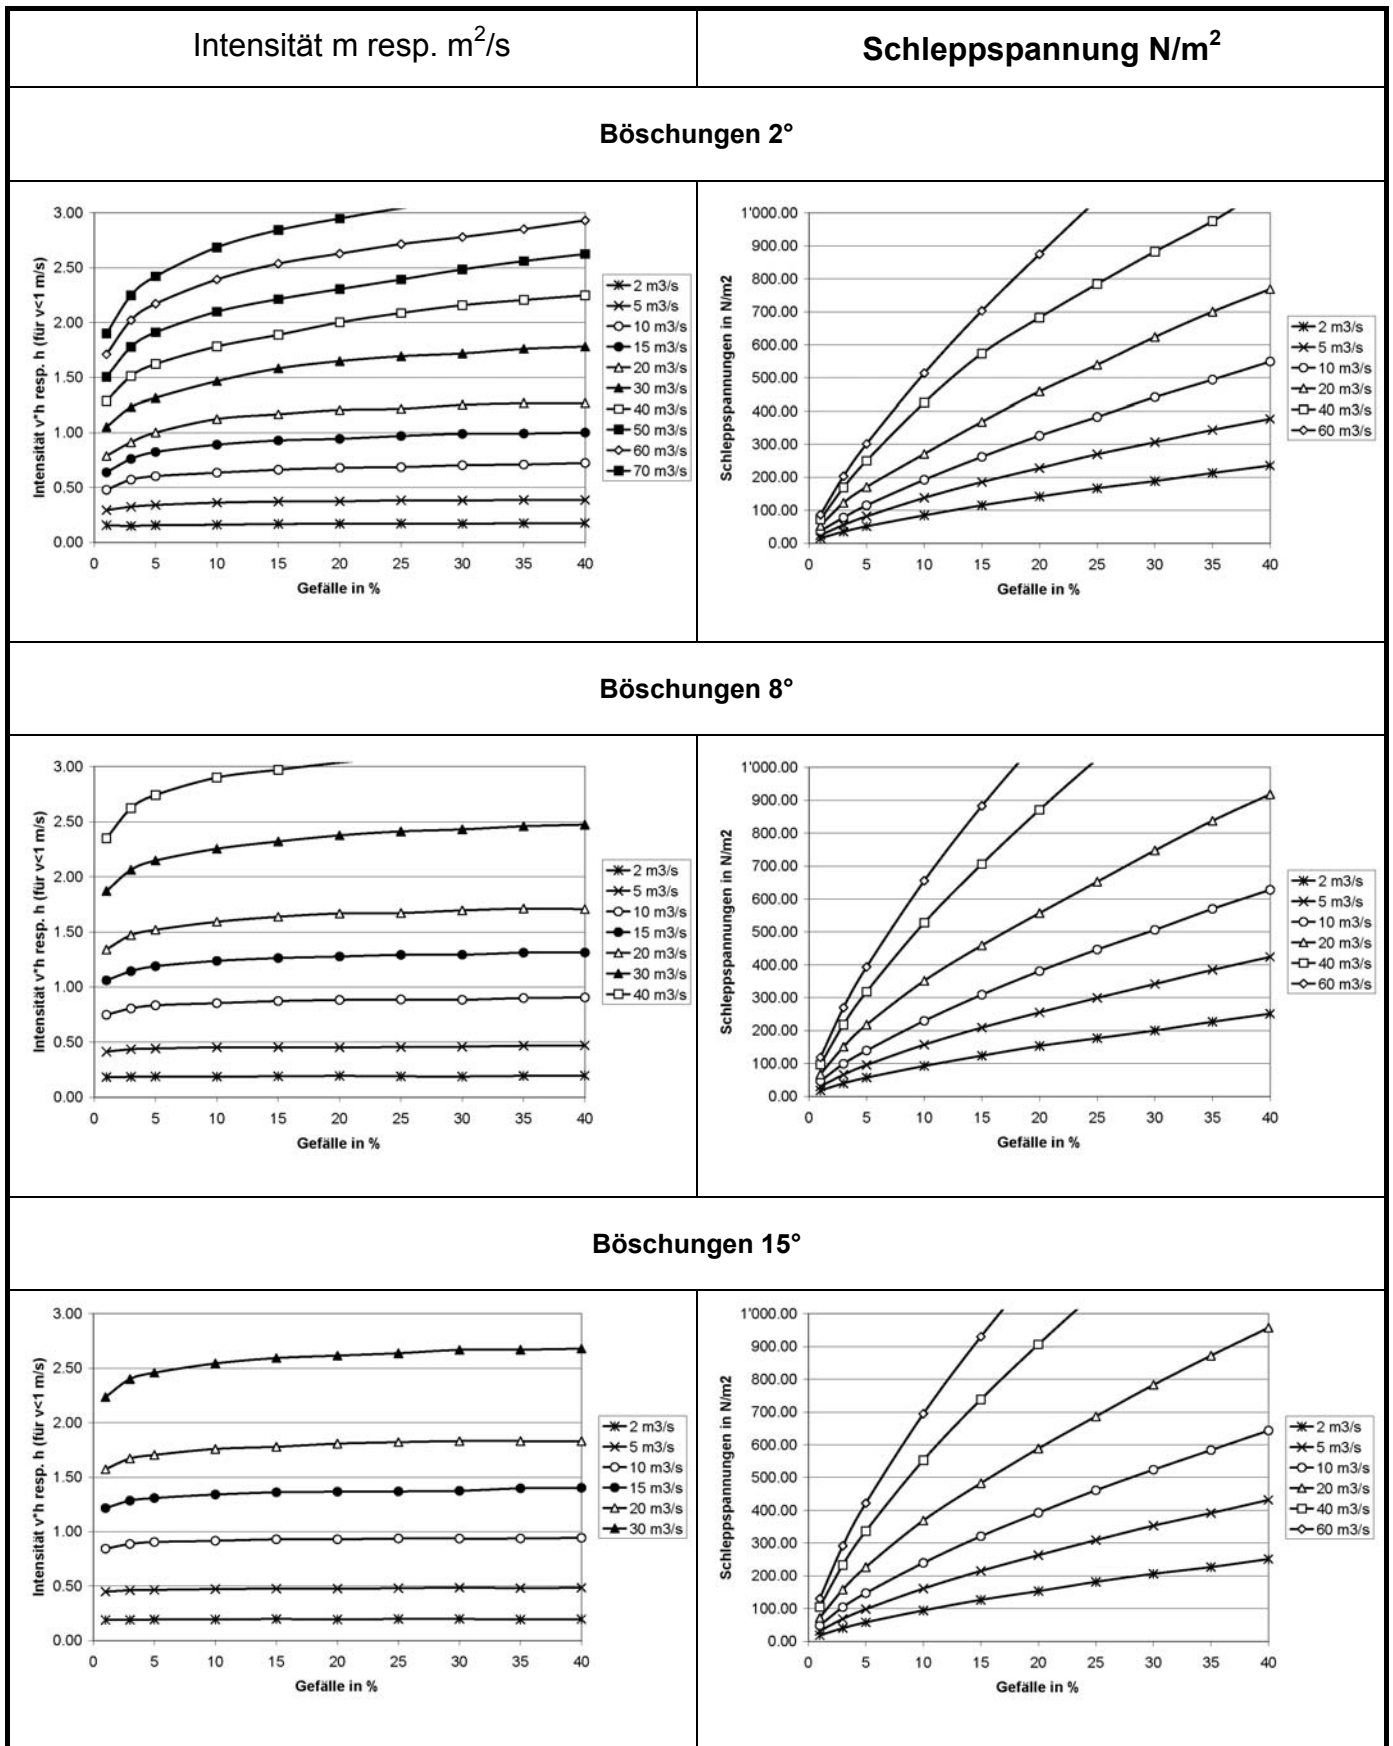 Intensität m resp. m²/s
Schleppspannung N/m²
Böschungen 2°
Intensität v*h resp. h (für v<1 m/s)
3.00
2.50
2.00
1.50
1.00
0.50
0.00
0 5 10 15 20 25 30 35 40
Gefälle in %
2 m3/s
5 m3/s
10 m3/s
15 m3/s
20 m3/s
30 m3/s
40 m3/s
50 m3/s
60 m3/s
70 m3/s
Schleppspannungen in N/m2
1'000.00
900.00
800.00
700.00
600.00
500.00
400.00
300.00
200.00
100.00
0.00
0 5 10 15 20 25 30 35 40
Gefälle in %
2 m3/s
5 m3/s
10 m3/s
20 m3/s
40 m3/s
60 m3/s
Böschungen 8°
Intensität v*h resp. h (für v<1 m/s)
3.00
2.50
2.00
1.50
1.00
0.50
0.00
0 5 10 15 20 25 30 35 40
Gefälle in %
2 m3/s
5 m3/s
10 m3/s
15 m3/s
20 m3/s
30 m3/s
40 m3/s
Schleppspannungen in N/m2
1'000.00
900.00
800.00
700.00
600.00
500.00
400.00
300.00
200.00
100.00
0.00
0 5 10 15 20 25 30 35 40
Gefälle in %
2 m3/s
5 m3/s
10 m3/s
20 m3/s
40 m3/s
60 m3/s
Böschungen 15°
Intensität v*h resp. h (für v<1 m/s)
3.00
2.50
2.00
1.50
1.00
0.50
0.00
0 5 10 15 20 25 30 35 40
Gefälle in %
2 m3/s
5 m3/s
10 m3/s
15 m3/s
20 m3/s
30 m3/s
Schleppspannungen in N/m2
1'000.00
900.00
800.00
700.00
600.00
500.00
400.00
300.00
200.00
100.00
0.00
0 5 10 15 20 25 30 35 40
Gefälle in %
2 m3/s
5 m3/s
10 m3/s
20 m3/s
40 m3/s
60 m3/s